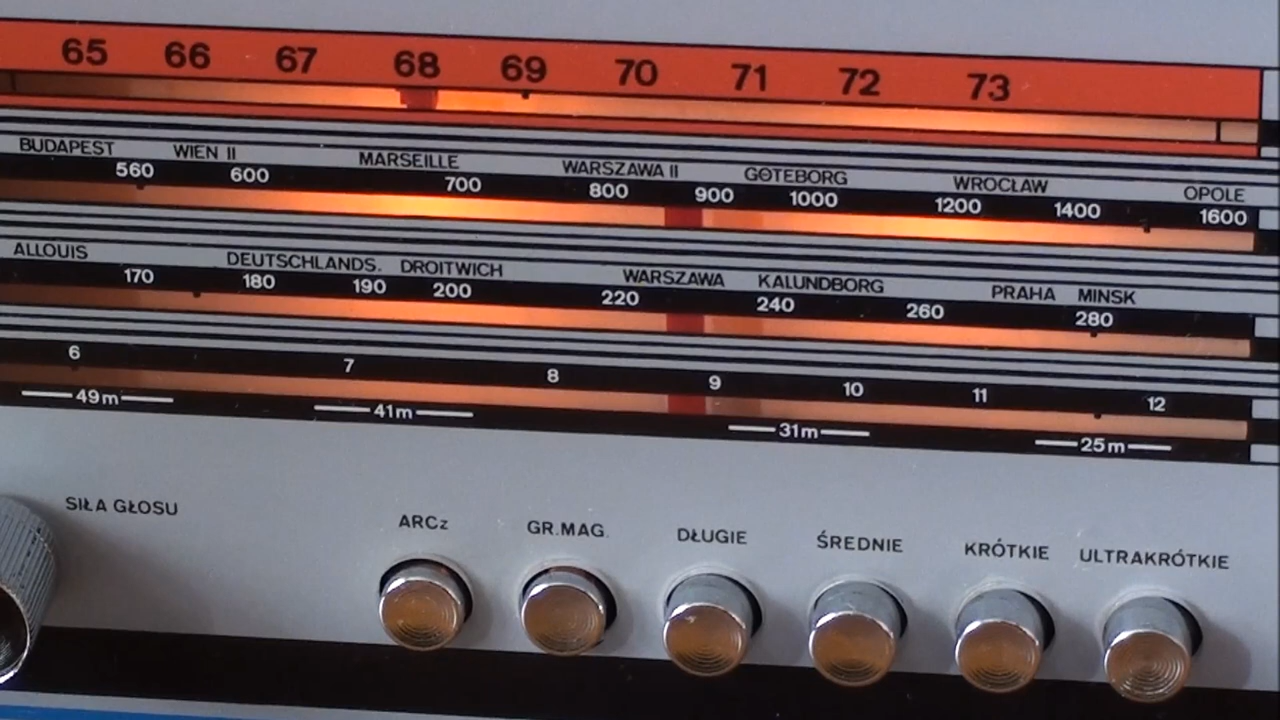 65 66 67 68 69 70 71 72 73
BUDAPEST WIEN II MARSEILLE WARSZAWA II GÖTEBORG WROCŁAW OPOLE
560 600 700 800 900 1000 1200 1400 1600
ALLOUIS DEUTSCHLANDS. DROITWICH WARSZAWA KALUNDBORG PRAHA MINSK
170 180 190 200 220 240 260 280
6 7 8 9 10 11 12
49m 41m 31m 25m
SIŁA GŁOSU
ARCz GR.MAG. DŁUGIE ŚREDNIE KRÓTKIE ULTRAKRÓTKIE